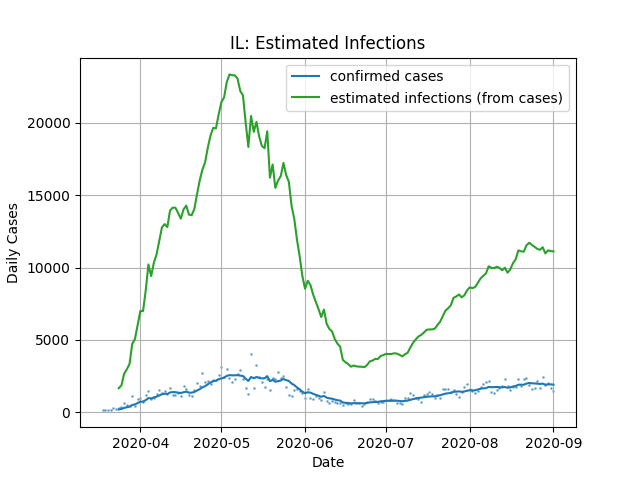 IL: Estimated Infections
confirmed cases
estimated infections (from cases)
Daily Cases
20000
15000
10000
5000
0
2020-04
2020-05
2020-06
2020-07
2020-08
2020-09
Date